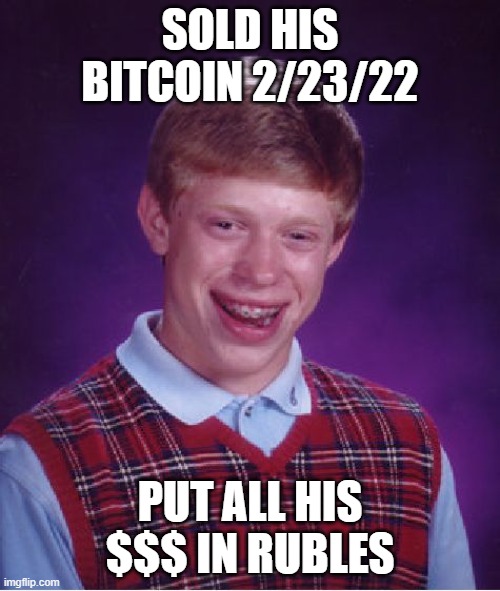 SOLD HIS
BITCOIN 2/23/22
PUT ALL HIS
$$$ IN RUBLES
imgflip.com